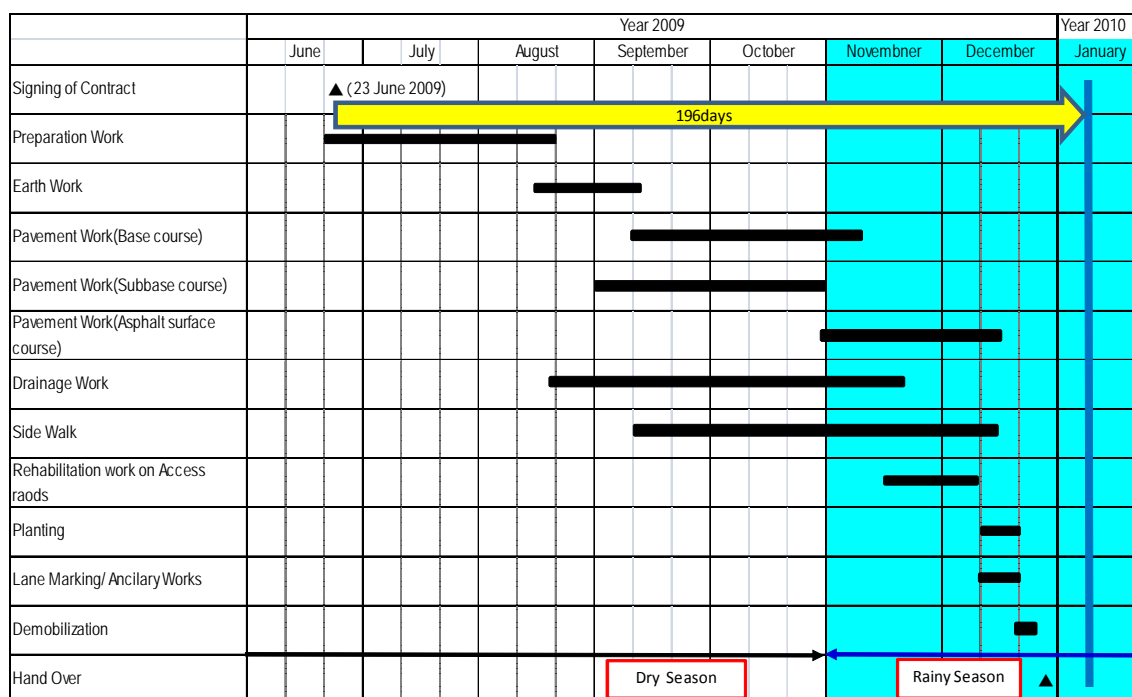 Year 2009
Year 2010
June
July
August
September
October
Novembner
December
January
Signing of Contract
▲ (23 June 2009)
196days
Preparation Work
Earth Work
Pavement Work(Base course)
Pavement Work(Subbase course)
Pavement Work(Asphalt surface
course)
Drainage Work
Side Walk
Rehabilitation work on Access
raods
Planting
Lane Marking/ Ancilary Works
Demobilization
Hand Over
Dry Season
Rainy Season
▲